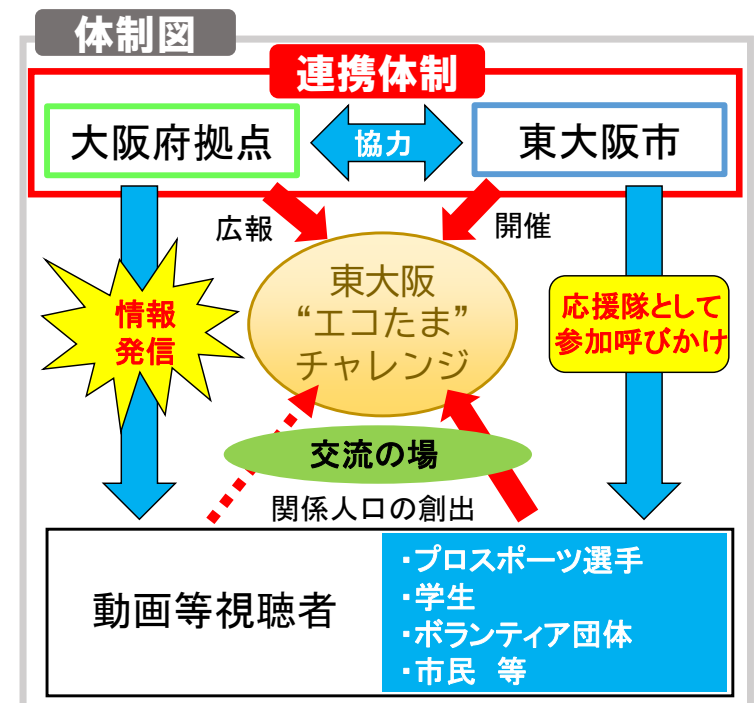 体制図
連携体制
大阪府拠点
協力
東大阪市
広報
開催
情報
発信
東大阪
“エコたま”
チャレンジ
応援隊として
参加呼びかけ
交流の場
関係人口の創出
動画等視聴者
・プロスポーツ選手
・学生
・ボランティア団体
・市民　等